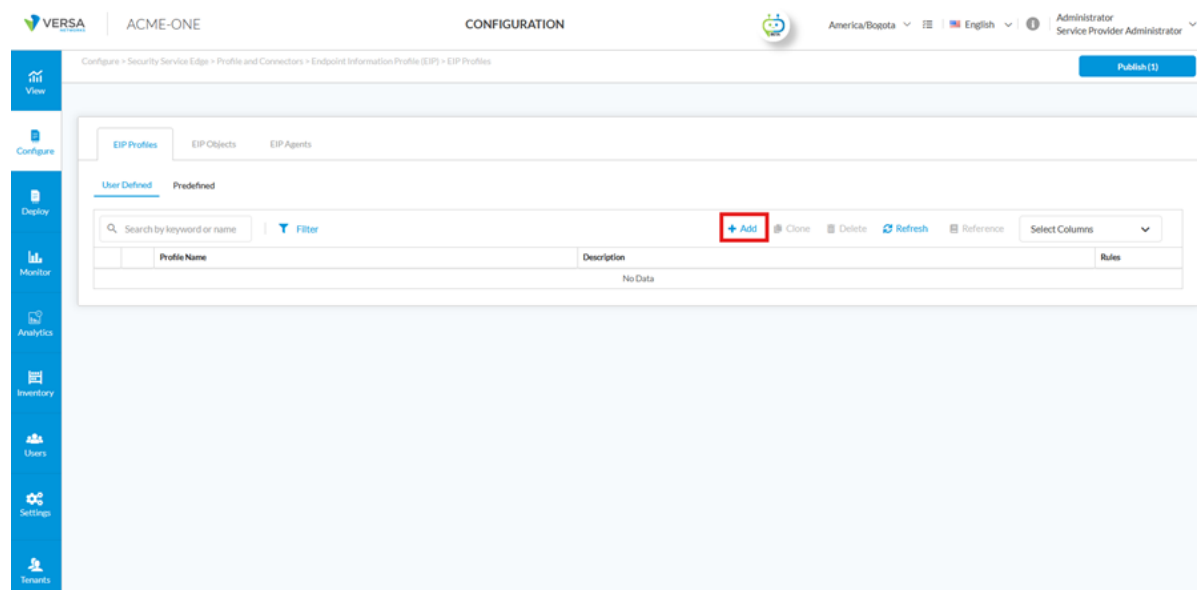 VERSA
NETWORKS
ACME-ONE
CONFIGURATION
America/Bogota
English
Administrator
Service Provider Administrator
Configure > Security Service Edge > Profile and Connectors > Endpoint Information Profile (EIP) > EIP Profiles
Publish (1)
View
Configure
Deploy
Monitor
Analytics
Inventory
Users
Settings
Tenants
EIP Profiles EIP Objects EIP Agents
User Defined Predefined
Search by keyword or name Filter + Add Clone Delete Refresh Reference Select Columns
Profile Name Description Rules
No Data